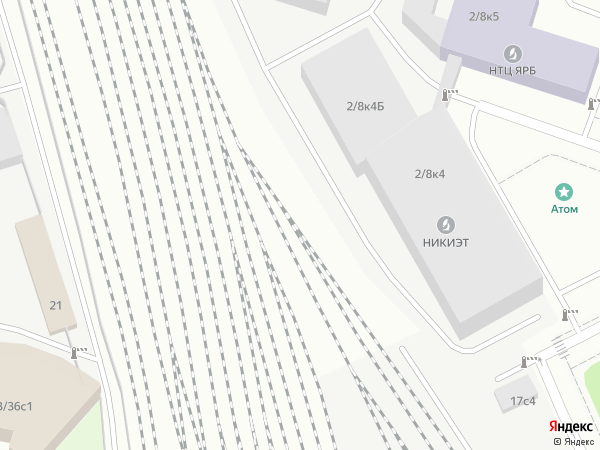 2/8к5
НТЦ ЯРБ
2/8к4Б
2/8к4
Атом
НИКИЭТ
21
3/36с1
17с4
Яндекс
© Яндекс